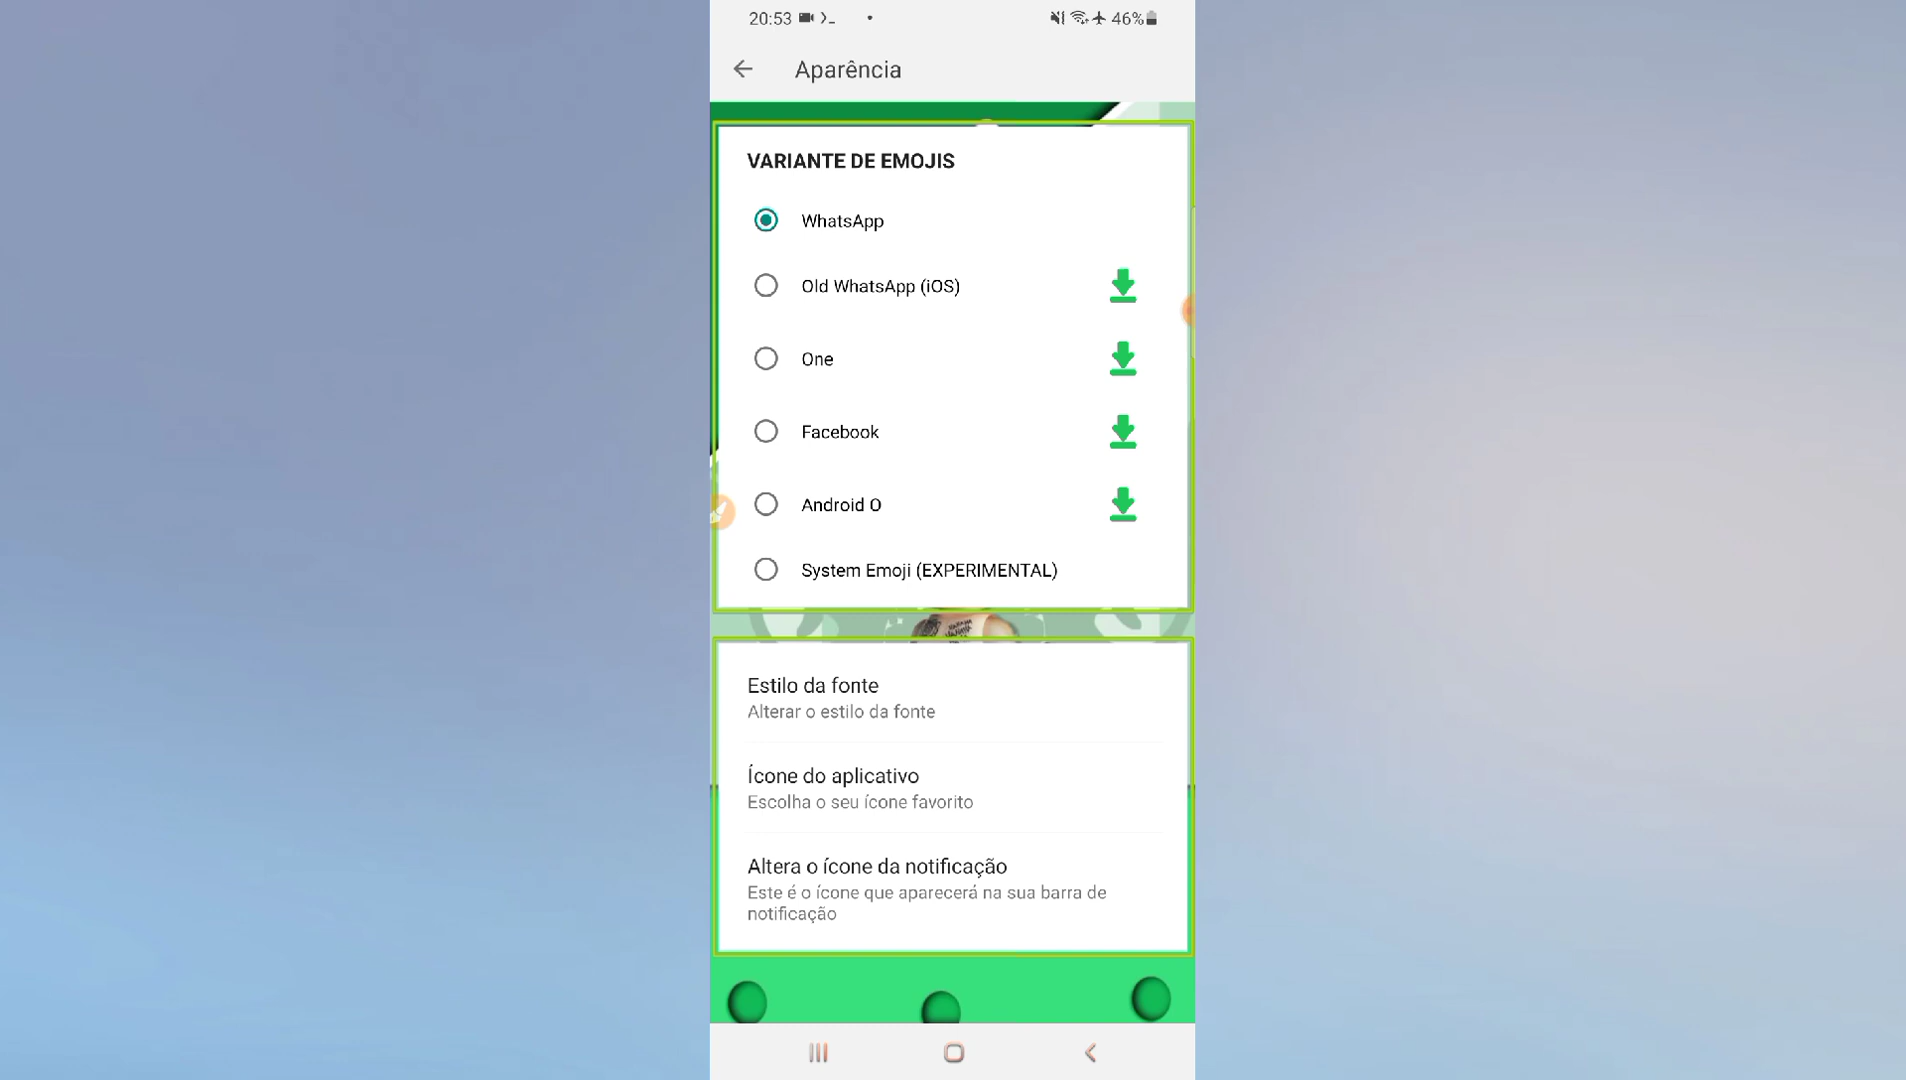 20:53
46%
Aparência
VARIANTE DE EMOJIS
WhatsApp
Old WhatsApp (iOS)
One
Facebook
Android O
System Emoji (EXPERIMENTAL)
Estilo da fonte
Alterar o estilo da fonte
Ícone do aplicativo
Escolha o seu ícone favorito
Altera o ícone da notificação
Este é o ícone que aparecerá na sua barra de
notificação